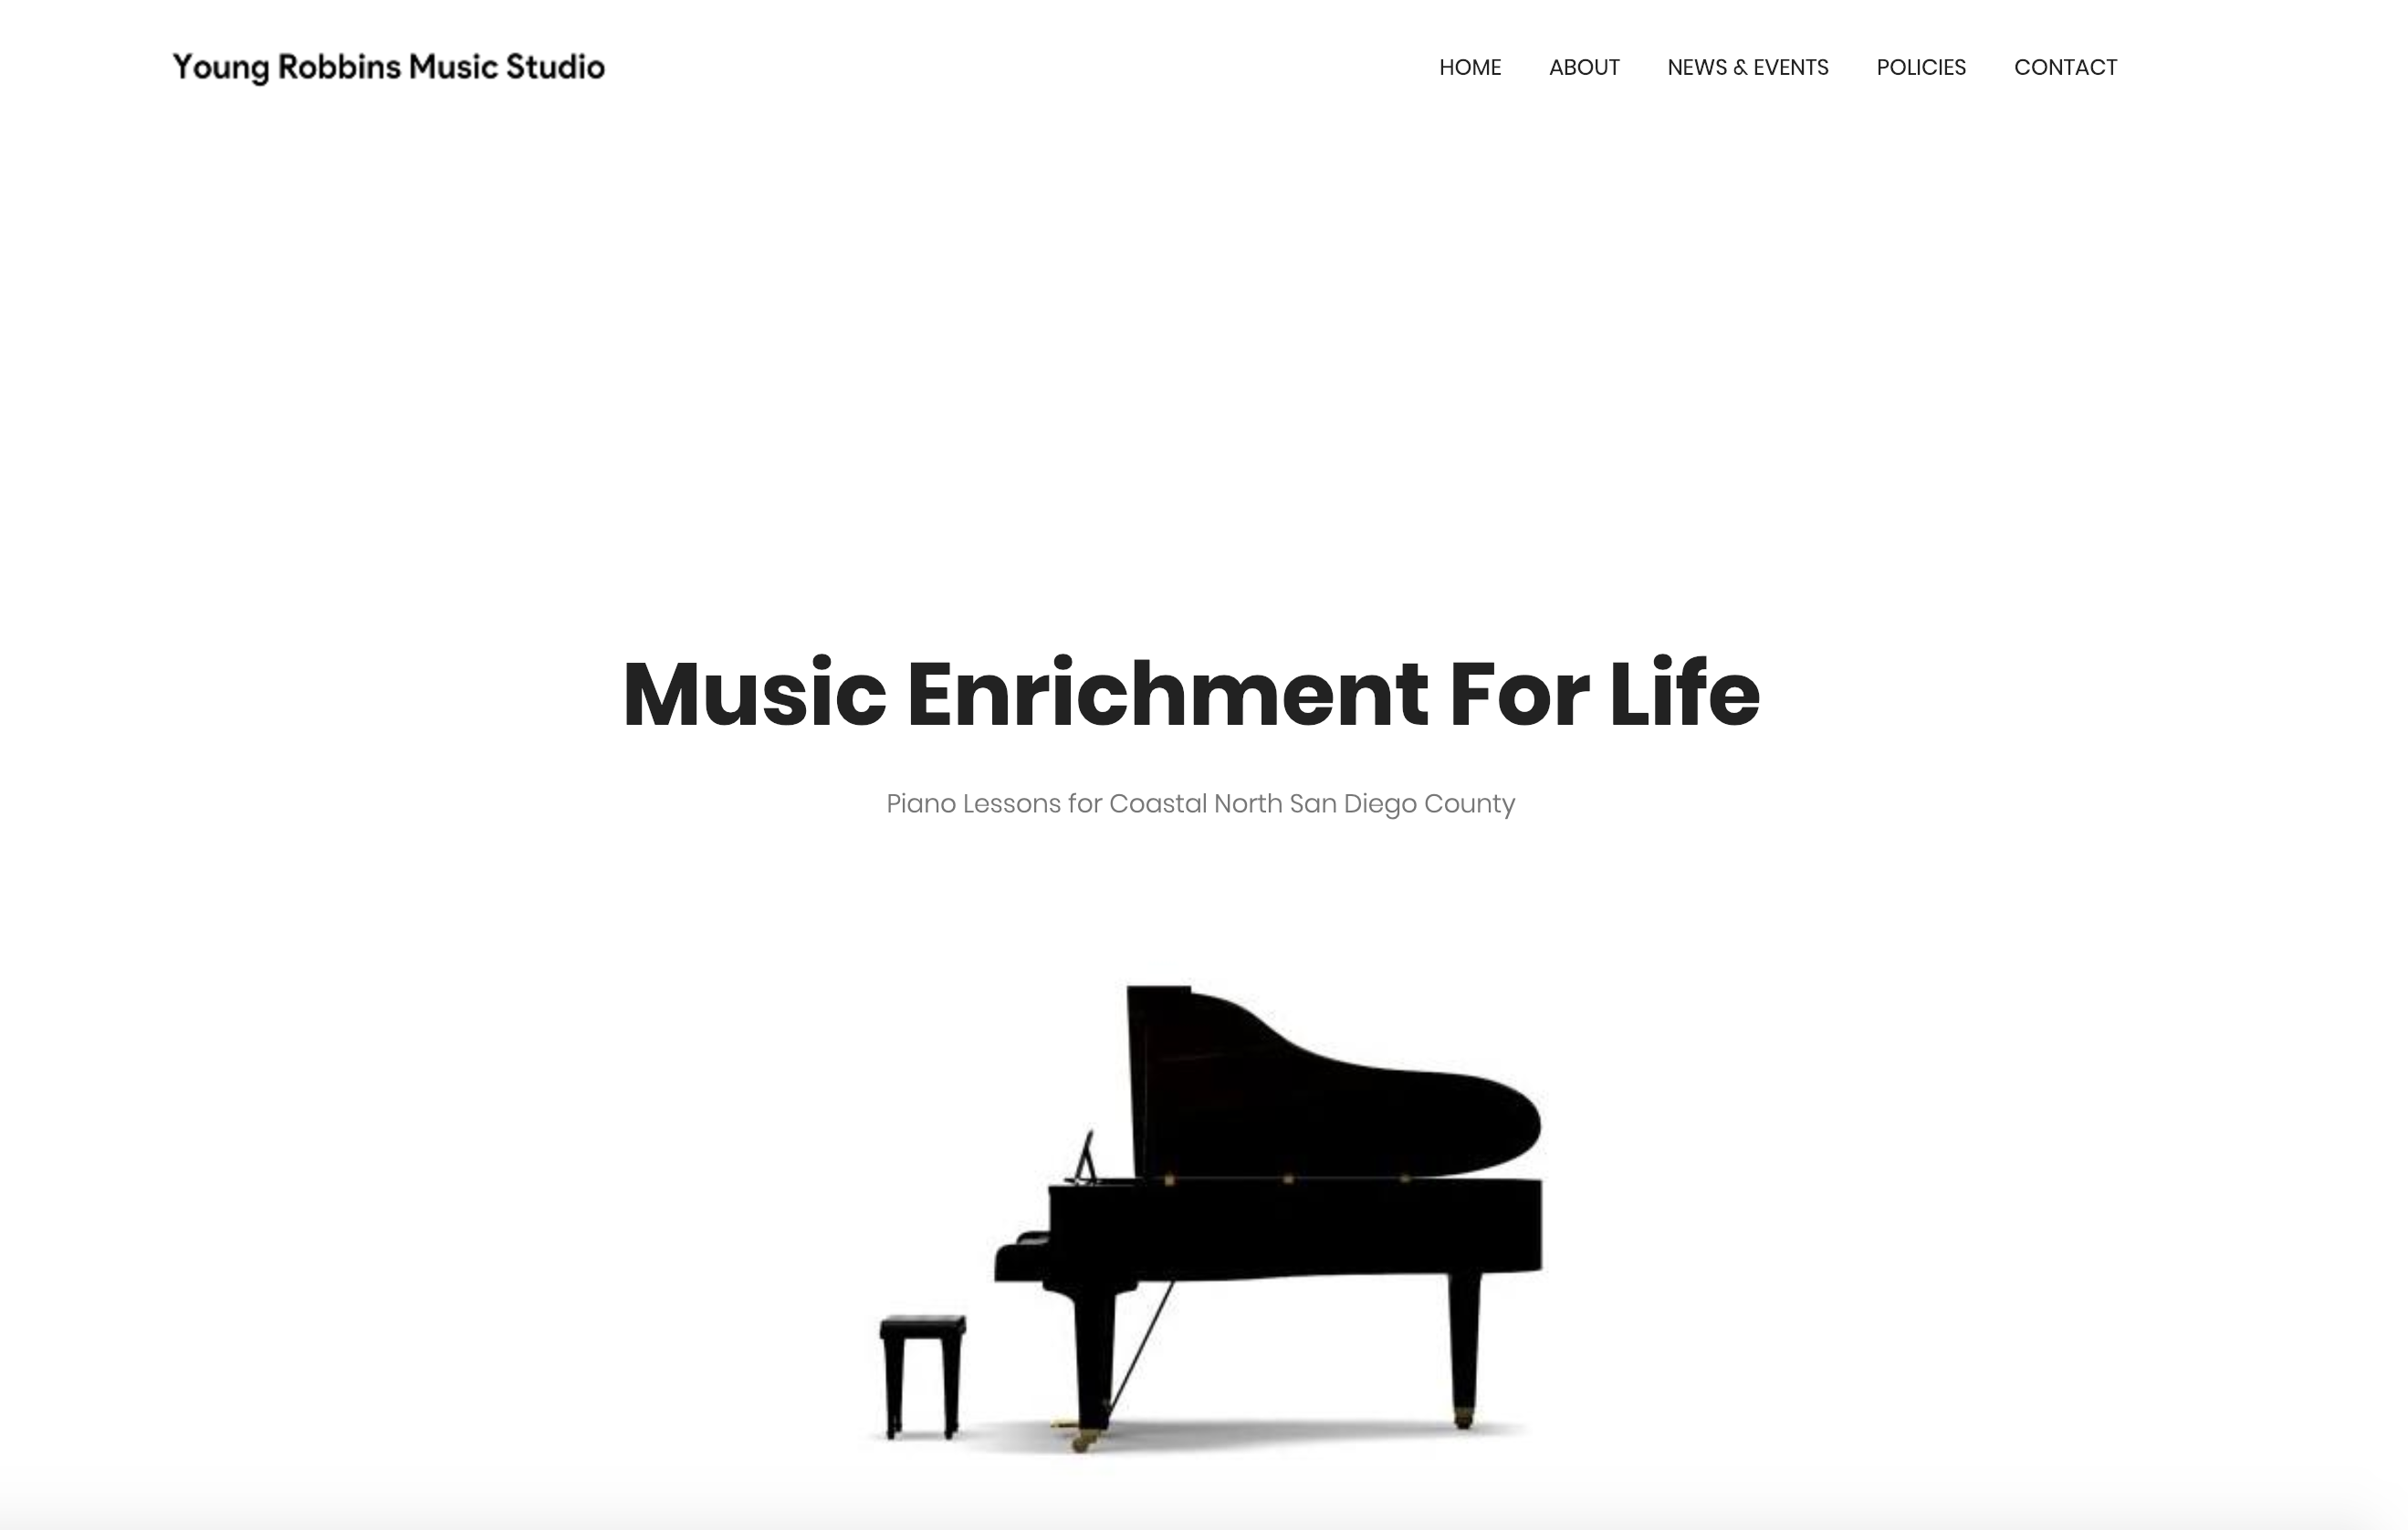 Young Robbins Music Studio
HOME ABOUT NEWS & EVENTS POLICIES CONTACT
Music Enrichment For Life
Piano Lessons for Coastal North San Diego County